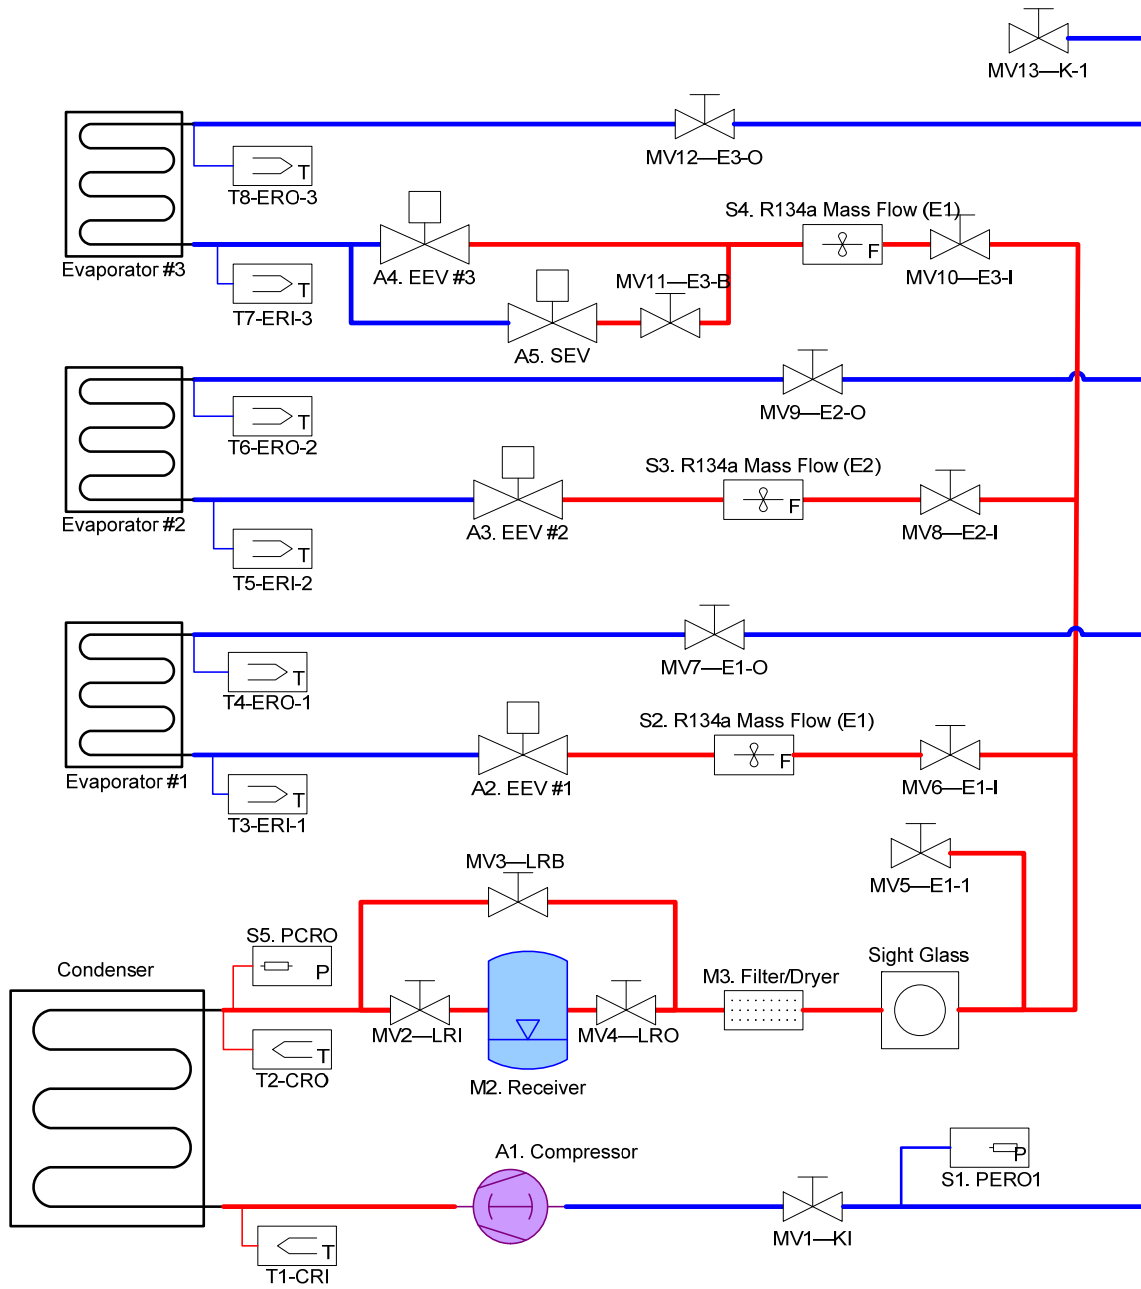 MV13—K-1
MV12—E3-O
T
T8-ERO-3
S4. R134a Mass Flow (E1)
F
Evaporator #3
A4. EEV #3
MV11—E3-B
MV10—E3-I
T
T7-ERI-3
A5. SEV
MV9—E2-O
T
T6-ERO-2
S3. R134a Mass Flow (E2)
F
Evaporator #2
A3. EEV #2
MV8—E2-I
T
T5-ERI-2
MV7—E1-O
T
T4-ERO-1
S2. R134a Mass Flow (E1)
F
Evaporator #1
A2. EEV #1
MV6—E1-I
T
T3-ERI-1
MV3—LRB
MV5—E1-1
S5. PCRO
P
Condenser
Sight Glass
M3. Filter/Dryer
MV2—LRI
MV4—LRO
T
T2-CRO
M2. Receiver
A1. Compressor
P
S1. PERO1
MV1—KI
T
T1-CRI